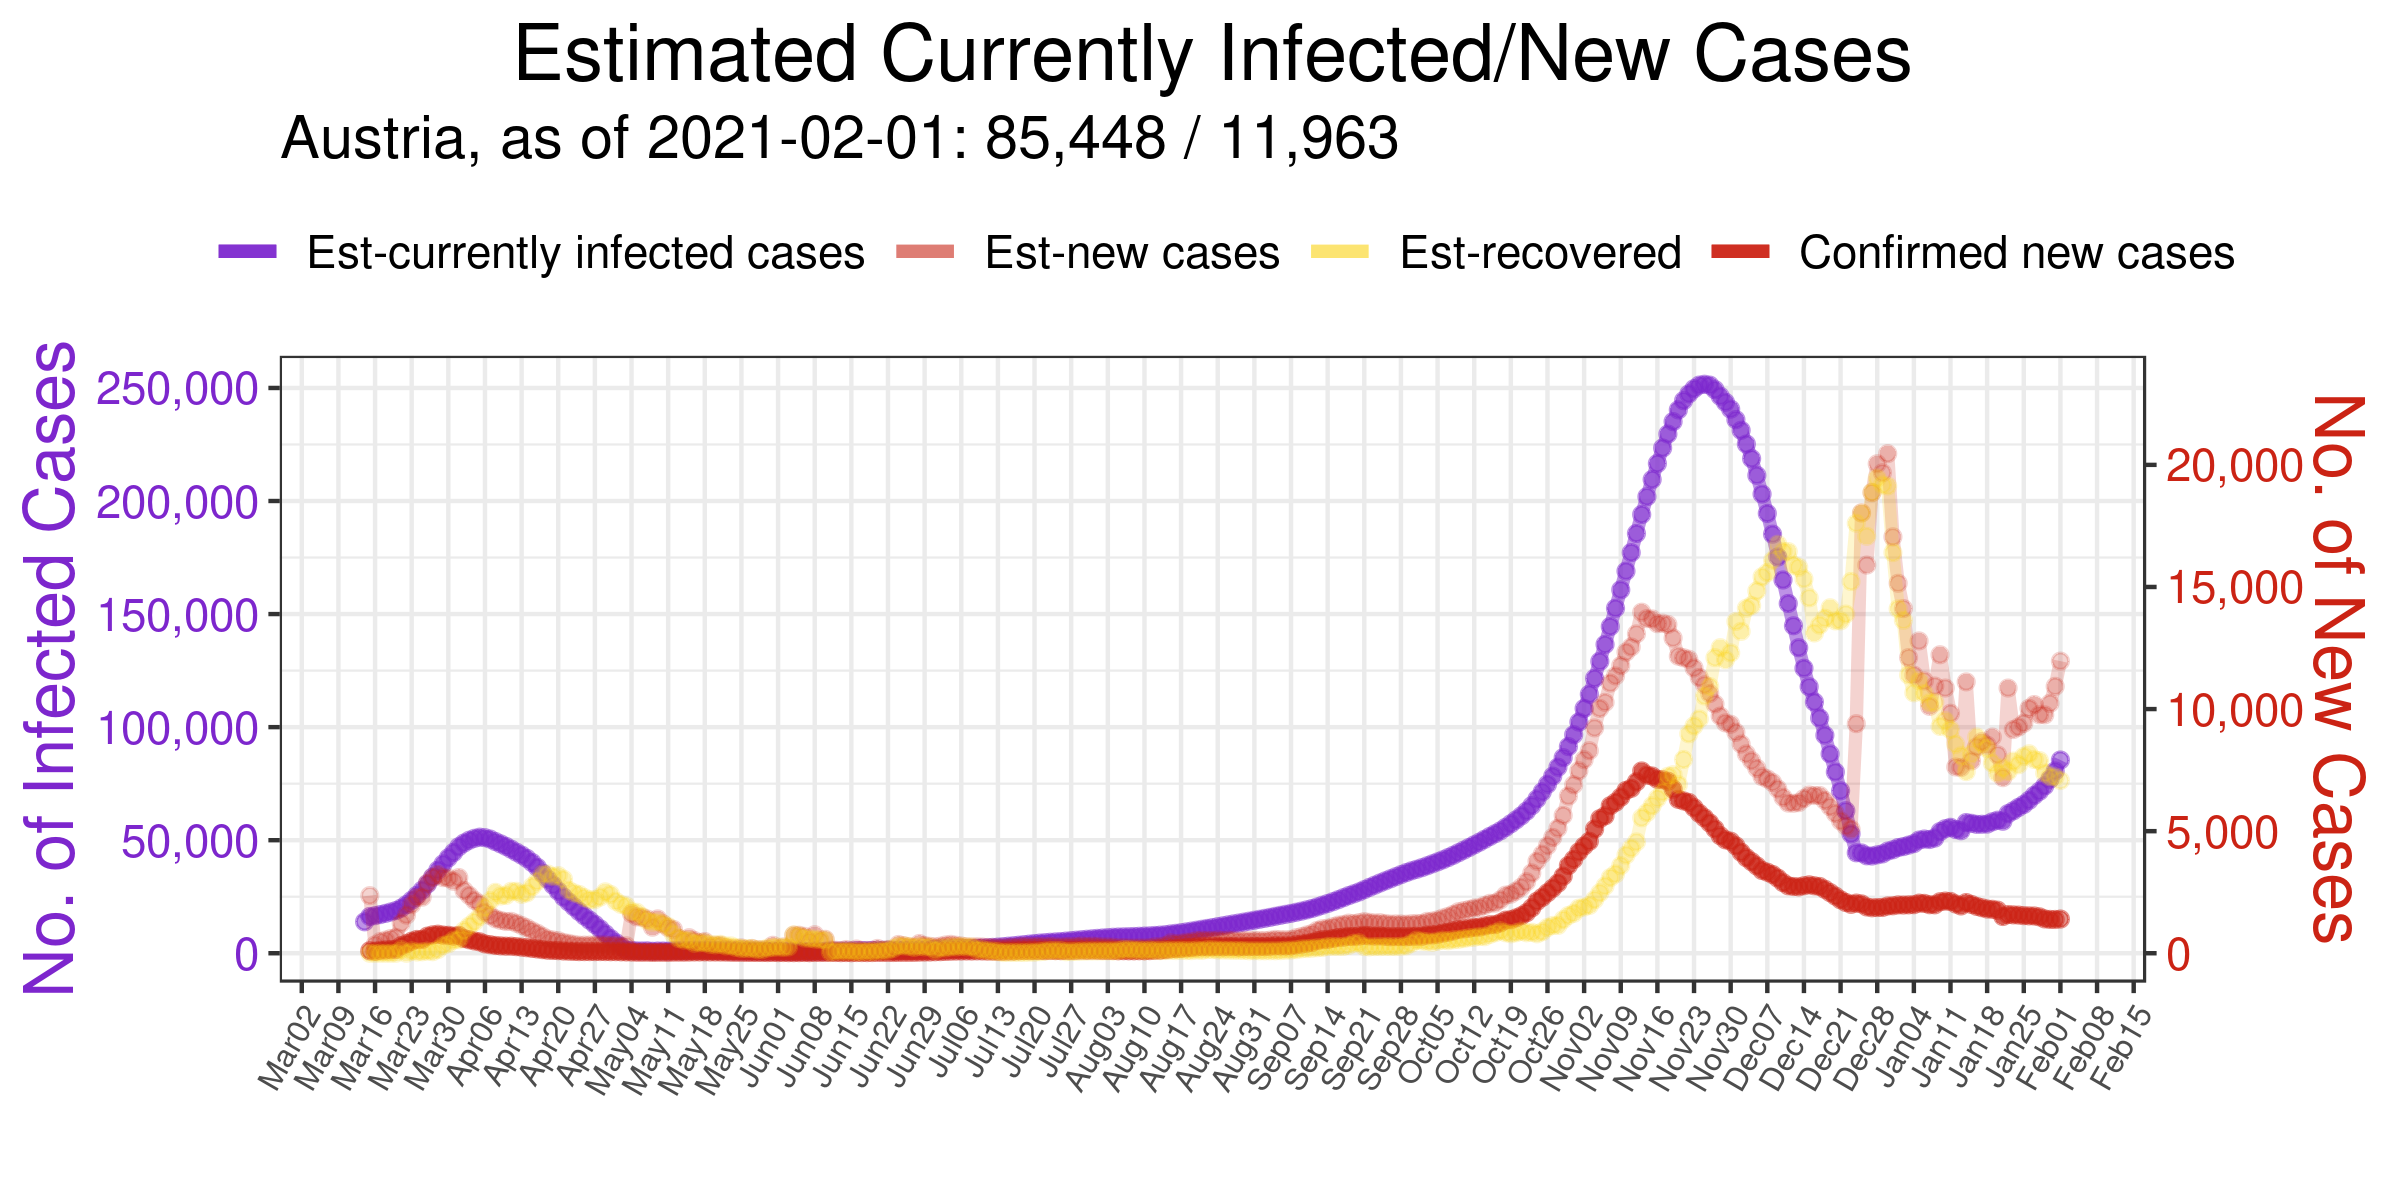 Estimated Currently Infected/New Cases
Austria, as of 2021-02-01: 85,448 / 11,963
Est-currently infected cases
Est-new cases
Est-recovered
Confirmed new cases
No. of Infected Cases
250,000
200,000
150,000
100,000
50,000
0
No. of New Cases
20,000
15,000
10,000
5,000
0
Mar02
Mar09
Mar16
Mar23
Mar30
Apr06
Apr13
Apr20
Apr27
May04
May11
May18
May25
Jun01
Jun08
Jun15
Jun22
Jun29
Jul06
Jul13
Jul20
Jul27
Aug03
Aug10
Aug17
Aug24
Aug31
Sep07
Sep14
Sep21
Sep28
Oct05
Oct12
Oct19
Oct26
Nov02
Nov09
Nov16
Nov23
Nov30
Dec07
Dec14
Dec21
Dec28
Jan04
Jan11
Jan18
Jan25
Feb01
Feb08
Feb15